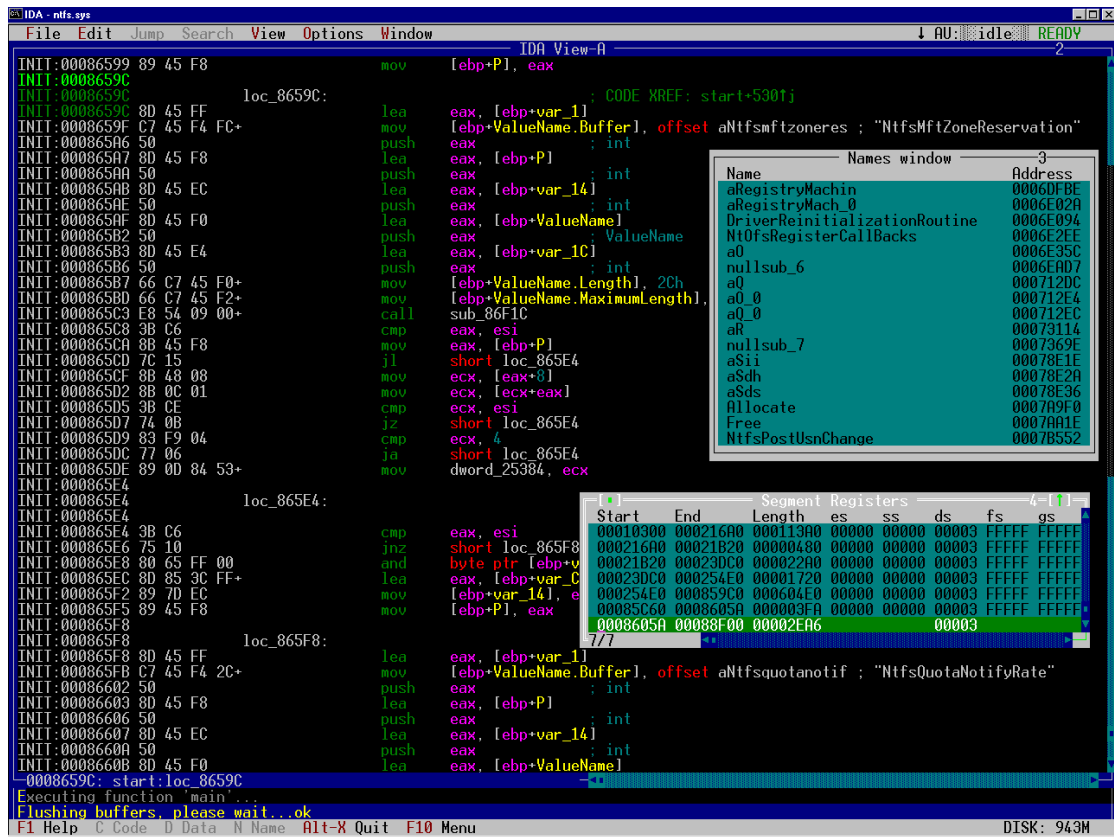 IDA - ntfs.sys
File Edit Jump Search View Options Window ↓ AU: idle READY
IDA View-A 2
INIT:00086599 89 45 F8 mov [ebp+P], eax
INIT:0008659C
INIT:0008659C loc_8659C: ; CODE XREF: start+530↑j
INIT:0008659C 8D 45 FF lea eax, [ebp+var_1]
INIT:0008659F C7 45 F4 FC+ mov [ebp+ValueName.Buffer], offset aNtfsmftzoneres ; "NtfsMftZoneReservation"
INIT:000865A6 50 push eax ; int
INIT:000865A7 8D 45 F8 lea eax, [ebp+P]
INIT:000865AA 50 push eax ; int
INIT:000865AB 8D 45 EC lea eax, [ebp+var_14]
INIT:000865AE 50 push eax ; int
INIT:000865AF 8D 45 F0 lea eax, [ebp+ValueName]
INIT:000865B2 50 push eax ; ValueName
INIT:000865B3 8D 45 E4 lea eax, [ebp+var_1C]
INIT:000865B6 50 push eax ; int
INIT:000865B7 66 C7 45 F0+ mov [ebp+ValueName.Length], 2Ch
INIT:000865BD 66 C7 45 F2+ mov [ebp+ValueName.MaximumLength],
INIT:000865C3 E8 54 09 00+ call sub_86F1C
INIT:000865C8 3B C6 cmp eax, esi
INIT:000865CA 8B 45 F8 mov eax, [ebp+P]
INIT:000865CD 7C 15 jl short loc_865E4
INIT:000865CF 8B 48 08 mov ecx, [eax+8]
INIT:000865D2 8B 0C 01 mov ecx, [ecx+eax]
INIT:000865D5 3B CE cmp ecx, esi
INIT:000865D7 74 0B jz short loc_865E4
INIT:000865D9 83 F9 04 cmp ecx, 4
INIT:000865DC 77 06 ja short loc_865E4
INIT:000865DE 89 0D 84 53+ mov dword_25384, ecx
INIT:000865E4
INIT:000865E4 loc_865E4:
INIT:000865E4
INIT:000865E4 3B C6 cmp eax, esi
INIT:000865E6 75 10 jnz short loc_865F8
INIT:000865E8 80 65 FF 00 and byte ptr [ebp+v
INIT:000865EC 8D 85 3C FF+ lea eax, [ebp+var_C
INIT:000865F2 89 7D EC mov [ebp+var_14], e
INIT:000865F5 89 45 F8 mov [ebp+P], eax
INIT:000865F8
INIT:000865F8 loc_865F8:
INIT:000865F8 8D 45 FF lea eax, [ebp+var_1]
INIT:000865FB C7 45 F4 2C+ mov [ebp+ValueName.Buffer], offset aNtfsquotanotif ; "NtfsQuotaNotifyRate"
INIT:00086602 50 push eax ; int
INIT:00086603 8D 45 F8 lea eax, [ebp+P]
INIT:00086606 50 push eax ; int
INIT:00086607 8D 45 EC lea eax, [ebp+var_14]
INIT:0008660A 50 push eax ; int
INIT:0008660B 8D 45 F0 lea eax, [ebp+ValueName]
0008659C: start:loc_8659C
Names window 3
Name Address
aRegistryMachin 0006DFBE
aRegistryMach_0 0006E02A
DriverReinitializationRoutine 0006E094
NtOfsRegisterCallBacks 0006E2EE
aO 0006E35C
nullsub_6 0006EAD7
aQ 000712DC
aO_0 000712E4
aQ_0 000712EC
aR 00073114
nullsub_7 0007369E
aSii 00078E1E
aSdh 00078E2A
aSds 00078E36
Allocate 0007A9F0
Free 0007AA1E
NtfsPostUsnChange 0007B552
[▪] Segment Registers 4=[↑]
Start End Length es ss ds fs gs
00010300 000216A0 000113A0 00000 00000 00003 FFFFF FFFFF
000216A0 00021B20 00000480 00000 00000 00003 FFFFF FFFFF
00021B20 00023DC0 000022A0 00000 00000 00003 FFFFF FFFFF
00023DC0 000254E0 00001720 00000 00000 00003 FFFFF FFFFF
000254E0 000859C0 000604E0 00000 00000 00003 FFFFF FFFFF
00085C60 0008605A 000003FA 00000 00000 00003 FFFFF FFFFF
0008605A 00088F00 00002EA6 00003
7/7
Executing function 'main'...
Flushing buffers, please wait...ok
F1 Help C Code D Data N Name Alt-X Quit F10 Menu DISK: 943M